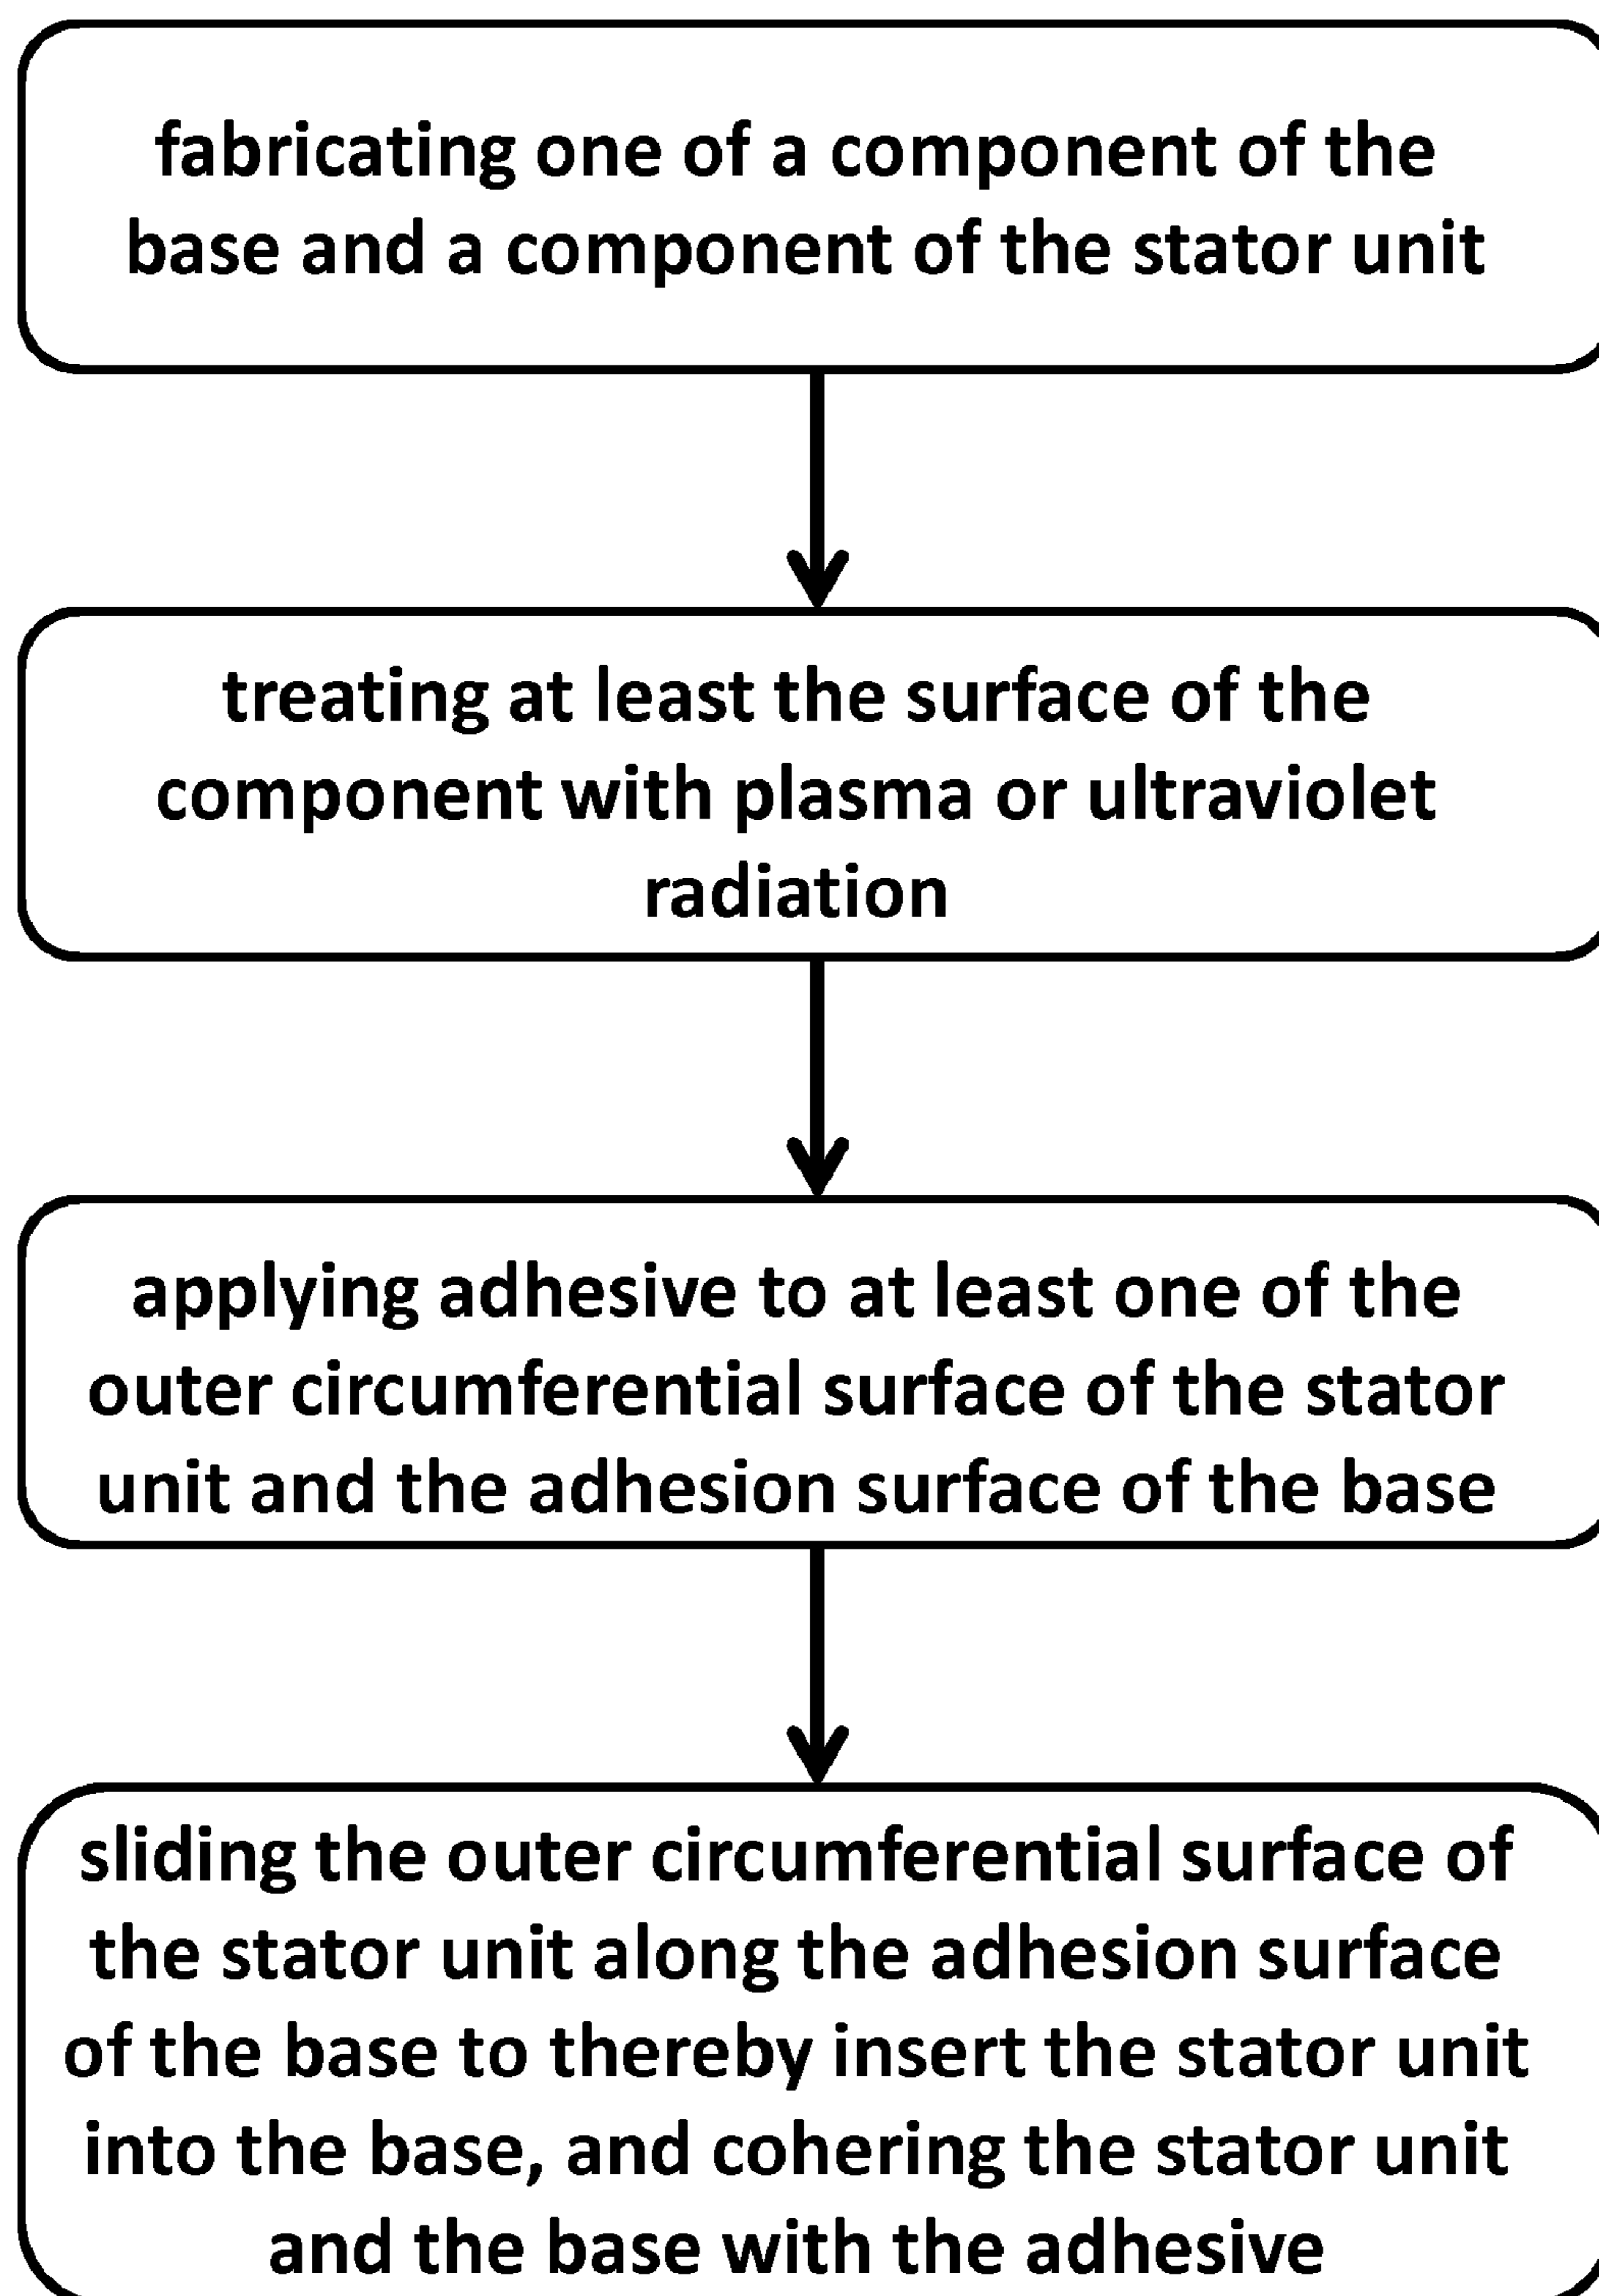 fabricating one of a component of the
base and a component of the stator unit
treating at least the surface of the
component with plasma or ultraviolet
radiation
applying adhesive to at least one of the
outer circumferential surface of the stator
unit and the adhesion surface of the base
sliding the outer circumferential surface of
the stator unit along the adhesion surface
of the base to thereby insert the stator unit
into the base, and cohering the stator unit
and the base with the adhesive